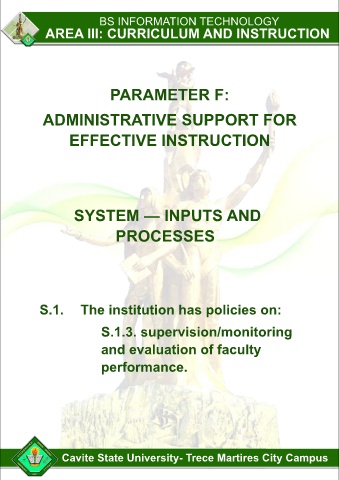 BS INFORMATION TECHNOLOGY
AREA III: CURRICULUM AND INSTRUCTION
PARAMETER F:
ADMINISTRATIVE SUPPORT FOR
EFFECTIVE INSTRUCTION
SYSTEM — INPUTS AND
PROCESSES
S.1. The institution has policies on:
S.1.3. supervision/monitoring
and evaluation of faculty
performance.
Cavite State University- Trece Martires City Campus